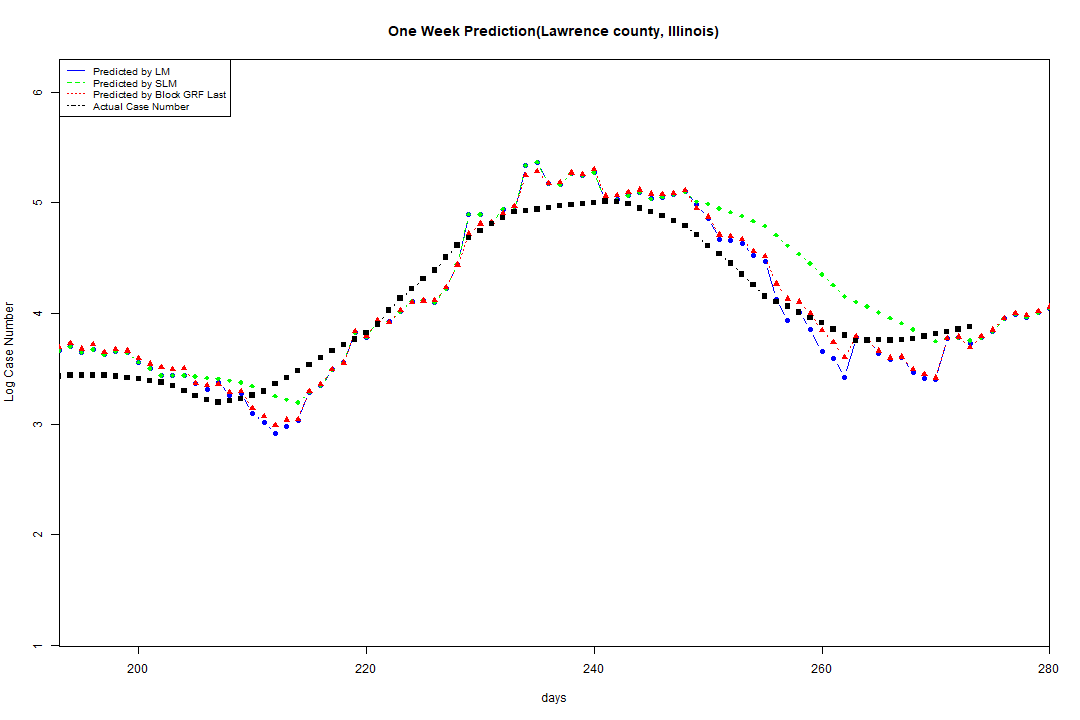 One Week Prediction(Lawrence county, Illinois)
Predicted by LM
Predicted by SLM
Predicted by Block GRF Last
Actual Case Number
6
5
4
3
2
1
Log Case Number
200
220
240
260
280
days